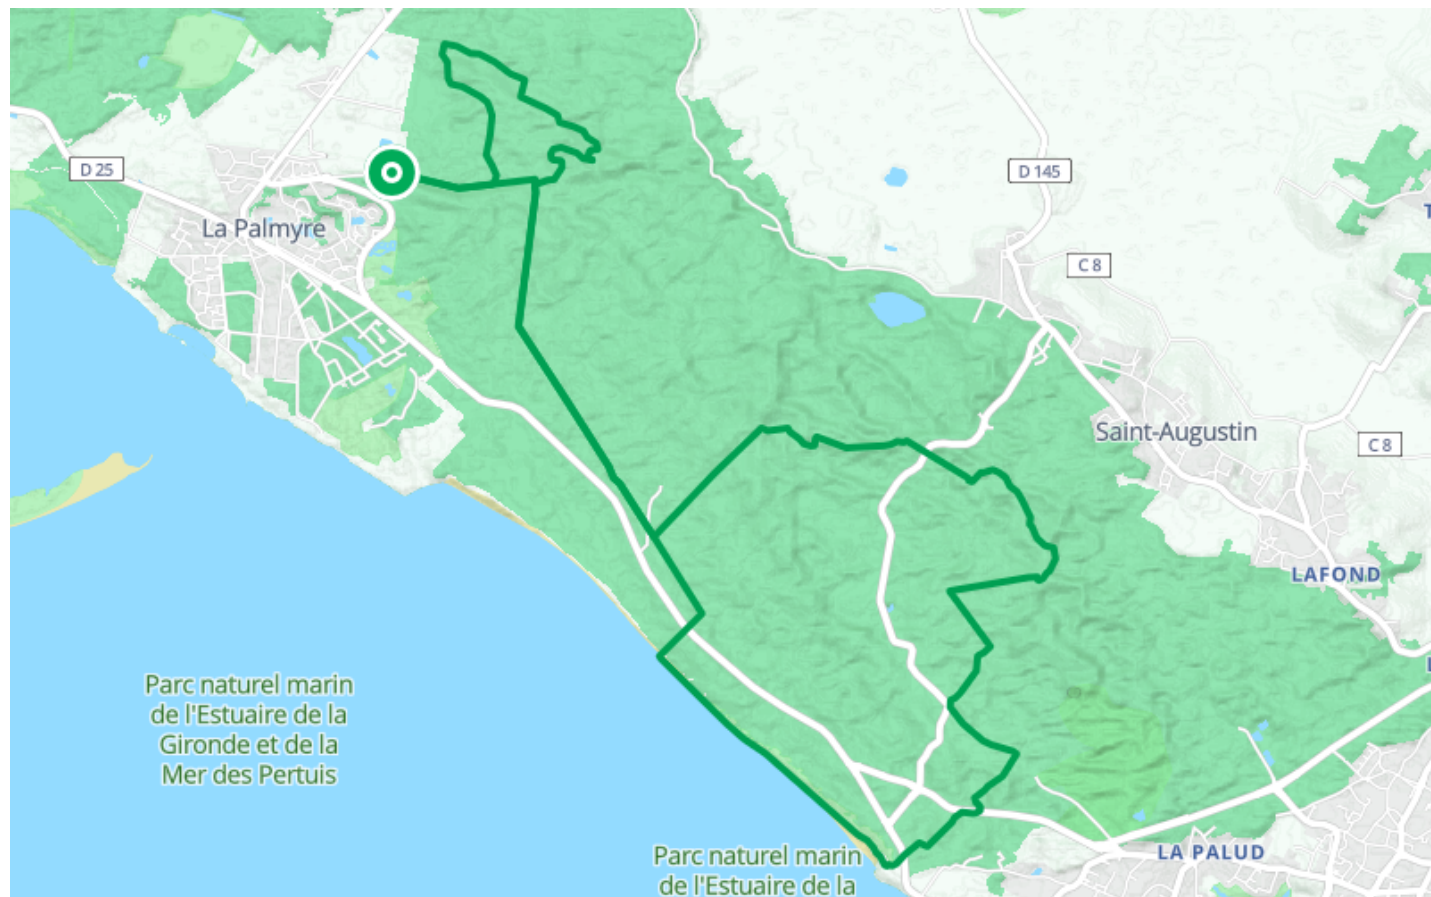 D 25
D 145
La Palmyre
C 8
Saint-Augustin
C 8
LAFOND
Parc naturel marin
de l'Estuaire de la
Gironde et de la
Mer des Pertuis
Parc naturel marin
de l'Estuaire de la
LA PALUD